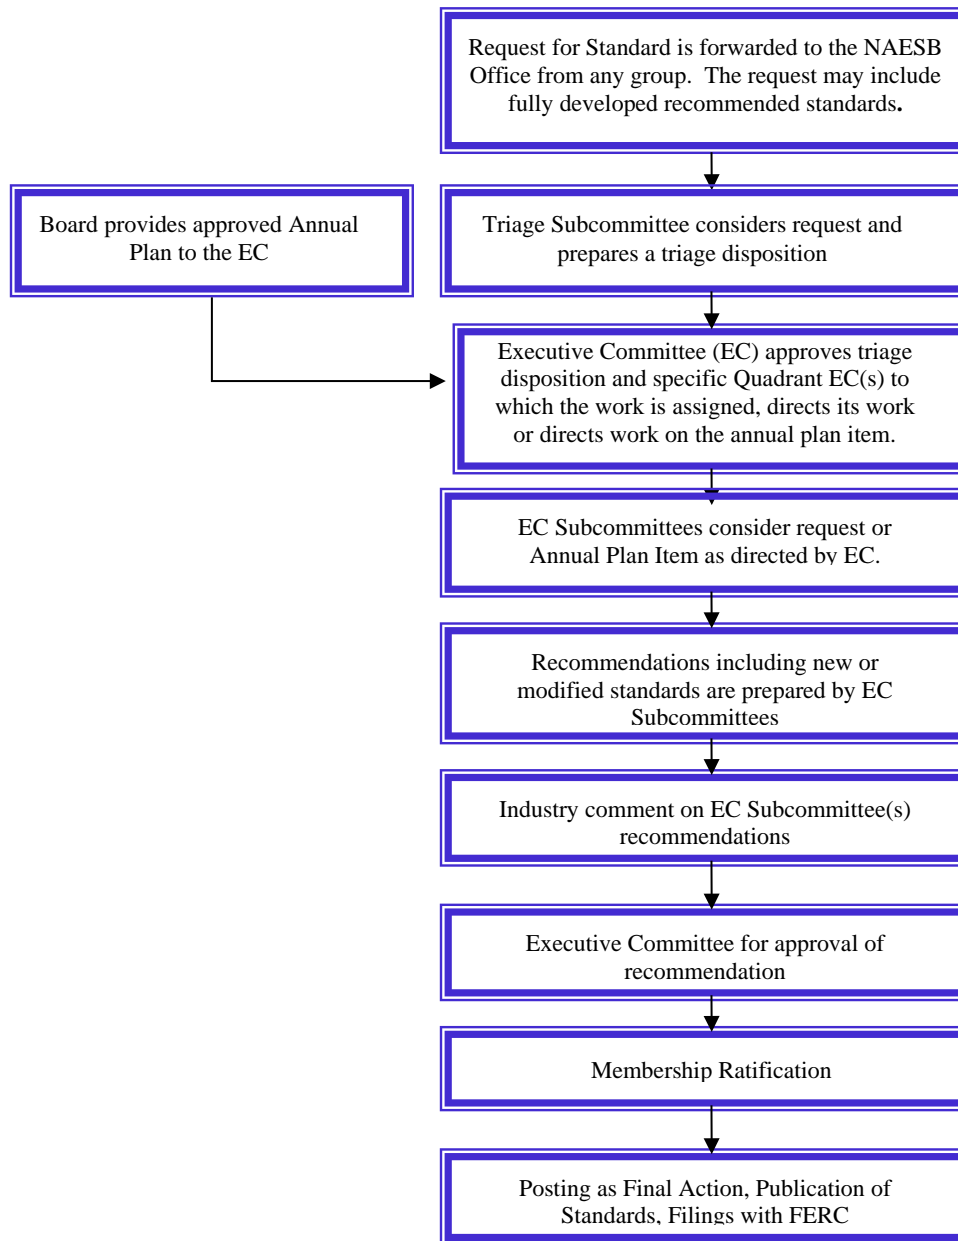 Request for Standard is forwarded to the NAESB
Office from any group.  The request may include
fully developed recommended standards.
Board provides approved Annual
Plan to the EC
Triage Subcommittee considers request and
prepares a triage disposition
Executive Committee (EC) approves triage
disposition and specific Quadrant EC(s) to
which the work is assigned, directs its work
or directs work on the annual plan item.
EC Subcommittees consider request or
Annual Plan Item as directed by EC.
Recommendations including new or
modified standards are prepared by EC
Subcommittees
Industry comment on EC Subcommittee(s)
recommendations
Executive Committee for approval of
recommendation
Membership Ratification
Posting as Final Action, Publication of
Standards, Filings with FERC